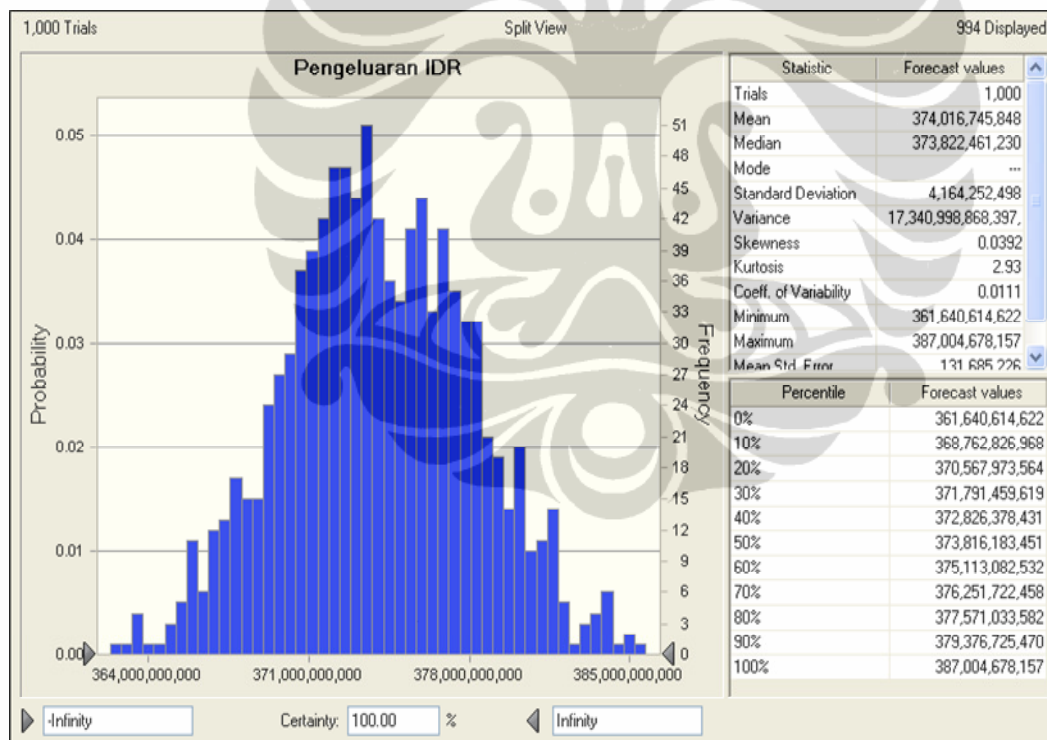 1,000 Trials Split View 994 Displayed
Pengeluaran IDR
Probability
0.05
0.04
0.03
0.02
0.01
0.00
51
48
45
42
39
36
33
30
27
24
21
18
15
12
9
6
3
0
Frequency
364,000,000,000 371,000,000,000 378,000,000,000 385,000,000,000
Statistic Forecast values
Trials 1,000
Mean 374,016,745,848
Median 373,822,461,230
Mode ---
Standard Deviation 4,164,252,498
Variance 17,340,998,868,397,
Skewness 0.0392
Kurtosis 2.93
Coeff. of Variability 0.0111
Minimum 361,640,614,622
Maximum 387,004,678,157
Mean Std. Error 131,685,226
Percentile Forecast values
0% 361,640,614,622
10% 368,762,826,968
20% 370,567,973,564
30% 371,791,459,619
40% 372,826,378,431
50% 373,816,183,451
60% 375,113,082,532
70% 376,251,722,458
80% 377,571,033,582
90% 379,376,725,470
100% 387,004,678,157
-Infinity Certainty: 100.00 % Infinity